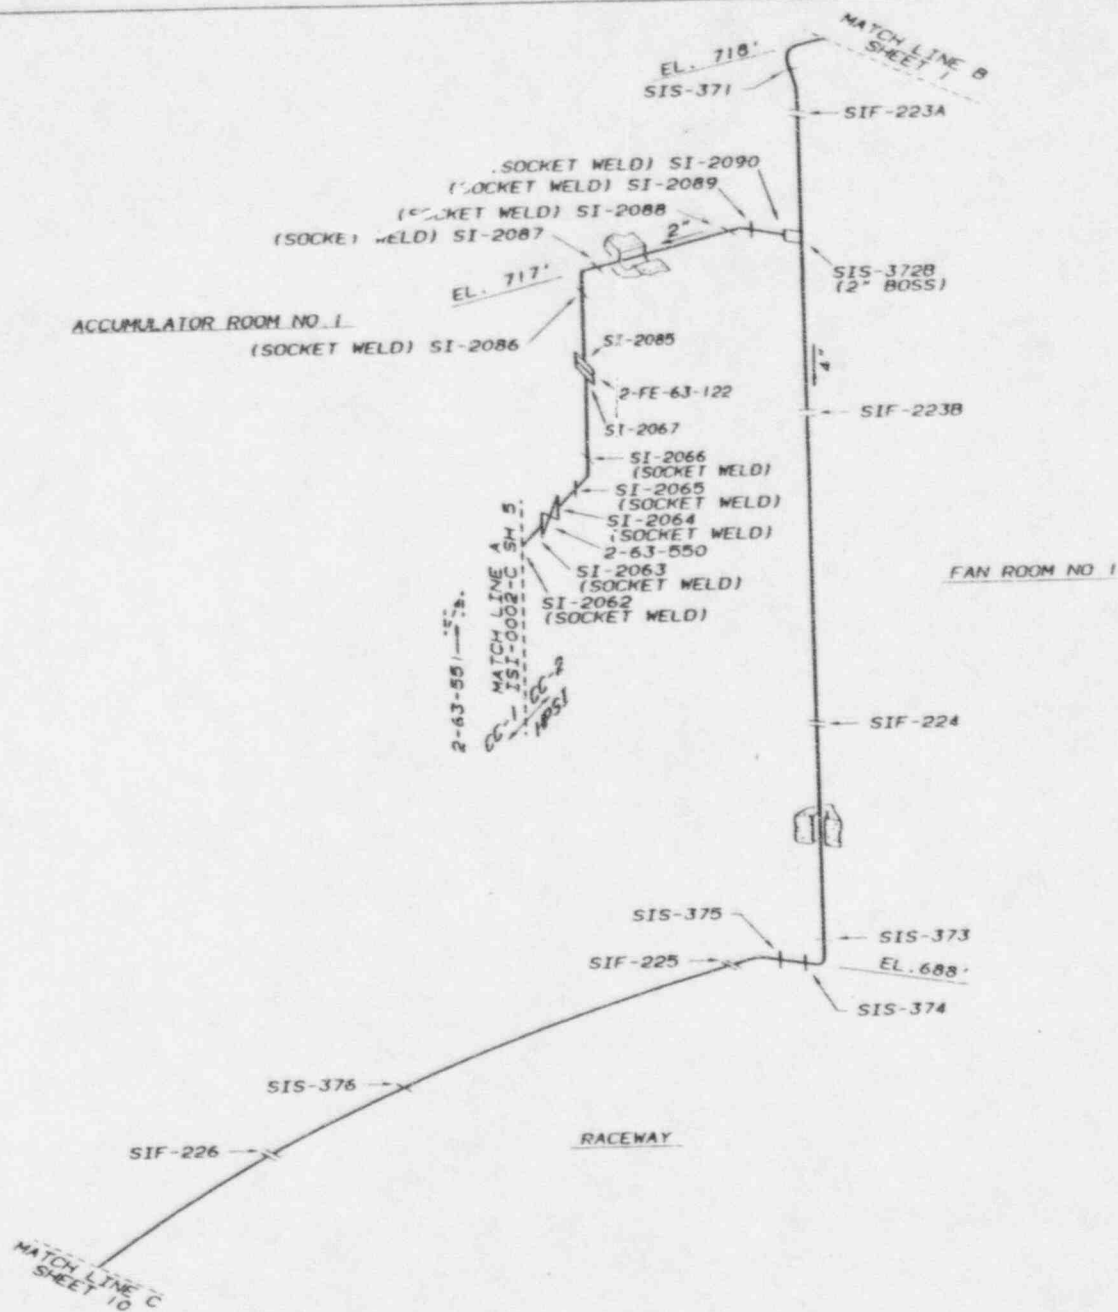 MATCH LINE B
SHEET 1
EL. 718'
SIS-371
SIF-223A
(SOCKET WELD) SI-2090
(SOCKET WELD) SI-2089
(SOCKET WELD) SI-2088
(SOCKET WELD) SI-2087
2"
SIS-372B
(2" BOSS)
EL. 717'
ACCUMULATOR ROOM NO. 1
(SOCKET WELD) SI-2086
SI-2085
2-FE-63-122
4"
SI-2067
SIF-223B
SI-2066
(SOCKET WELD)
SI-2065
(SOCKET WELD)
SI-2064
(SOCKET WELD)
2-63-550
SI-2063
(SOCKET WELD)
SI-2062
(SOCKET WELD)
FAN ROOM NO 1
MATCH LINE A
ISI-0002-C SH 5
2-63-551
CC-1
CC-2
HPSI
SIF-224
SIS-375
SIS-373
SIF-225
EL. 688'
SIS-374
SIS-376
RACEWAY
SIF-226
MATCH LINE C
SHEET 10